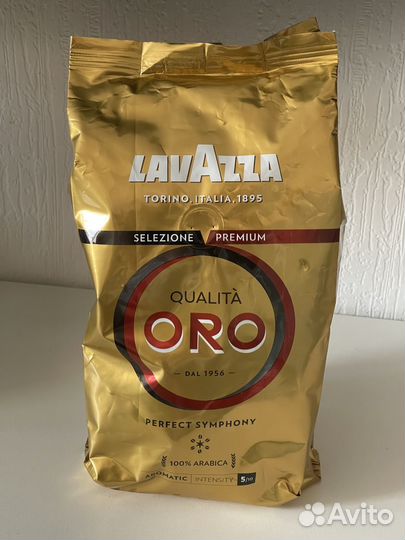 LAVAZZA
TORINO, ITALIA, 1895
SELEZIONE PREMIUM
QUALITÀ
ORO
DAL 1956
PERFECT SYMPHONY
100% ARABICA
AROMATIC INTENSITY 5/10
Avito